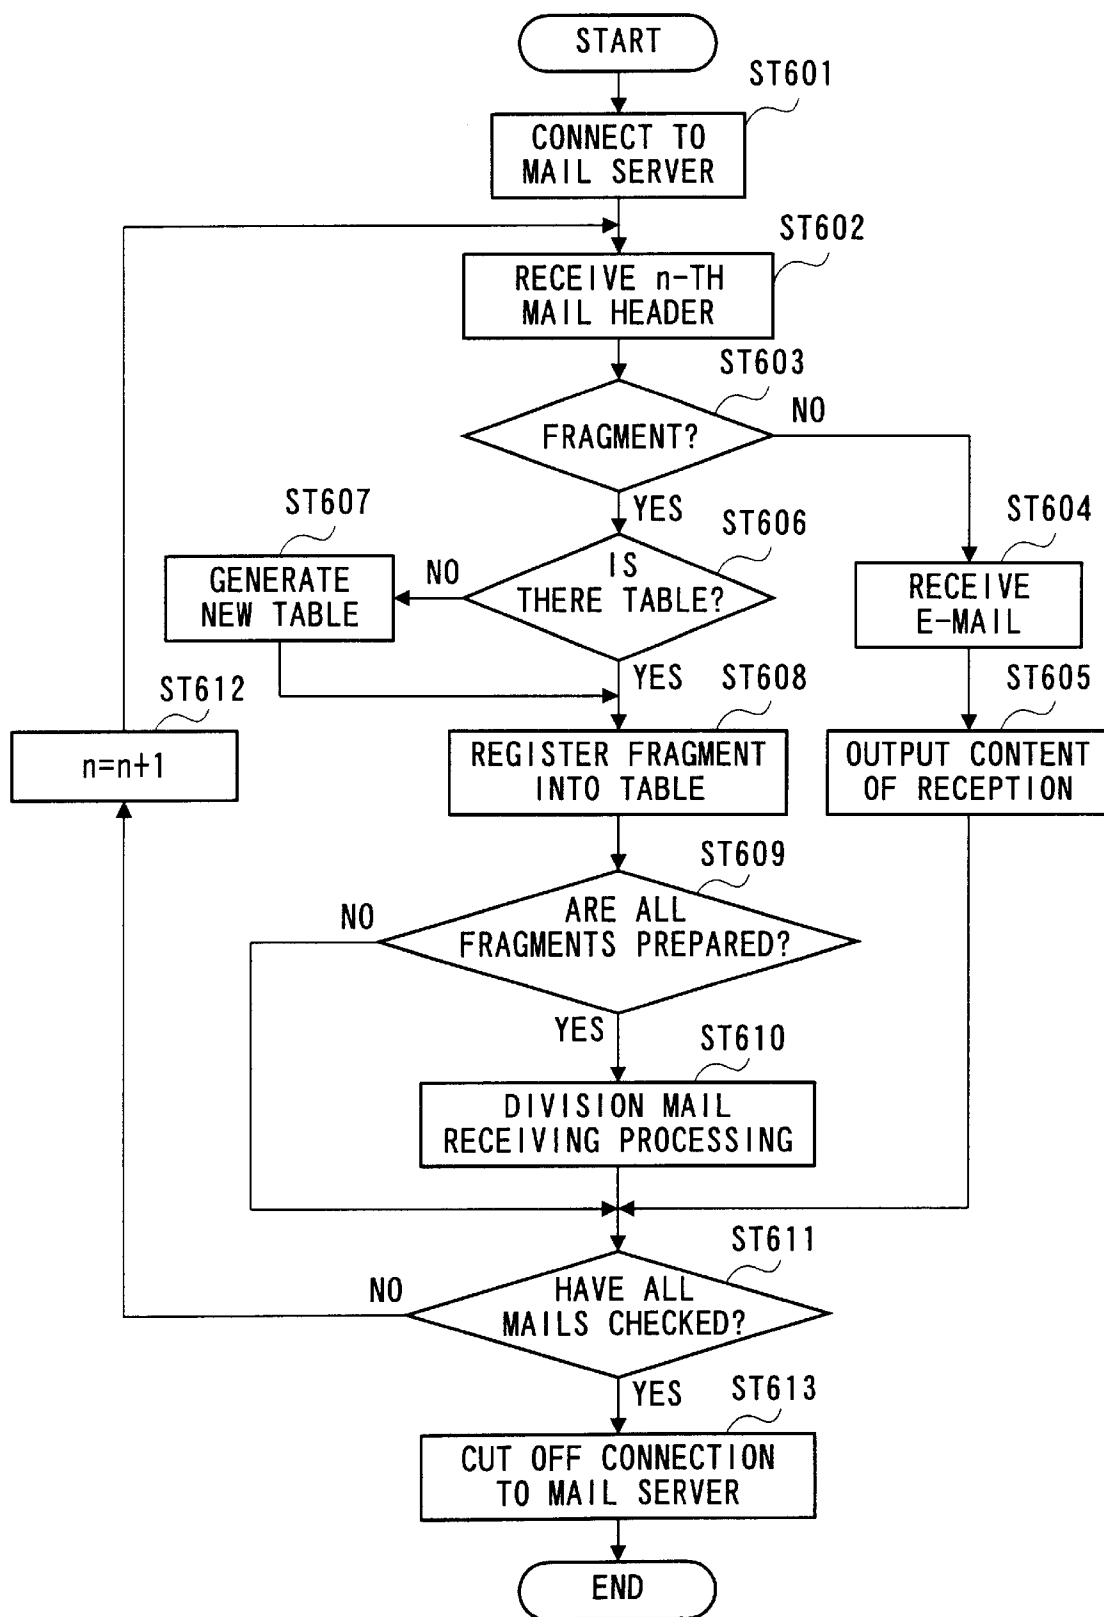 START
ST601
CONNECT TO
MAIL SERVER
ST602
RECEIVE n-TH
MAIL HEADER
ST603
FRAGMENT?
NO
YES
ST607
GENERATE
NEW TABLE
NO
ST606
IS
THERE TABLE?
YES
ST604
RECEIVE
E-MAIL
ST612
n=n+1
ST608
REGISTER FRAGMENT
INTO TABLE
ST605
OUTPUT CONTENT
OF RECEPTION
ST609
NO
ARE ALL
FRAGMENTS PREPARED?
YES
ST610
DIVISION MAIL
RECEIVING PROCESSING
ST611
NO
HAVE ALL
MAILS CHECKED?
YES
ST613
CUT OFF CONNECTION
TO MAIL SERVER
END